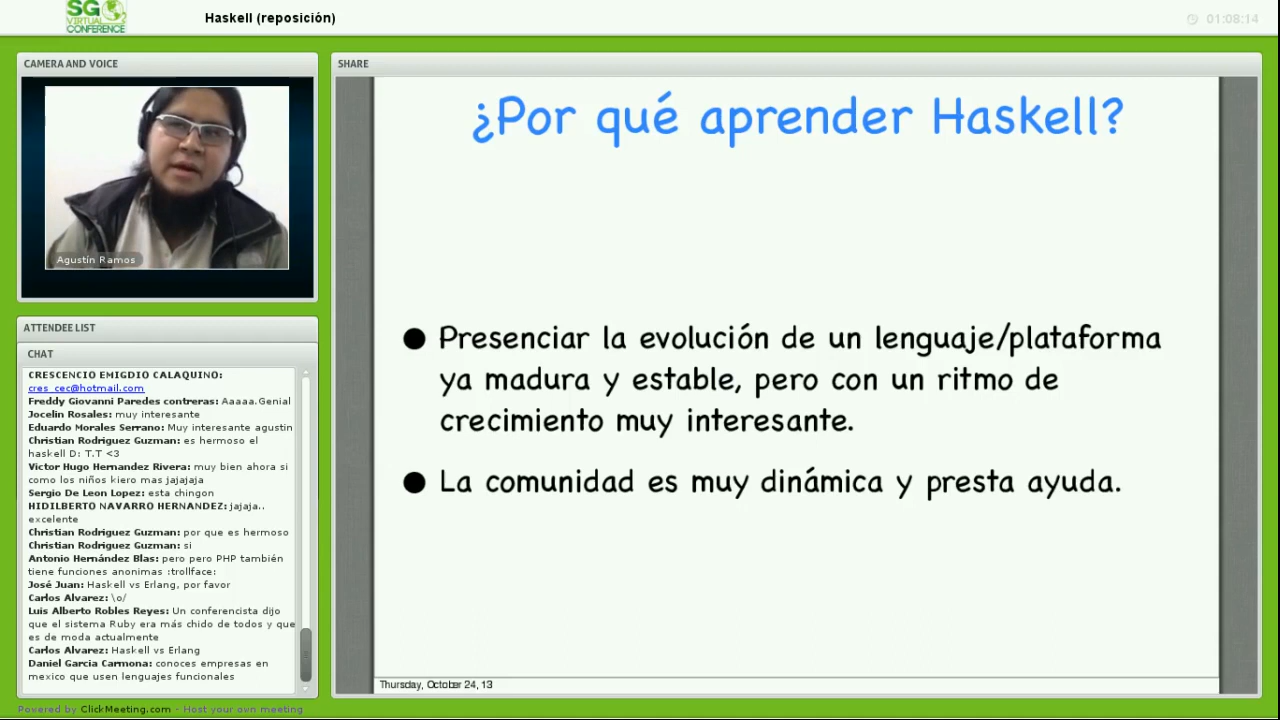 SG
VIRTUAL
CONFERENCE
Haskell (reposición)
01:08:14
CAMERA AND VOICE
Agustín Ramos
ATTENDEE LIST
CHAT
CRESCENCIO EMIGDIO CALAQUINO:
cres_cec@hotmail.com
Freddy Giovanni Paredes contreras: Aaaaa.Genial
Jocelin Rosales: muy interesante
Eduardo Morales Serrano: Muy interesante agustin
Christian Rodriguez Guzman: es hermoso el
haskell D: T.T <3
Victor Hugo Hernandez Rivera: muy bien ahora si
como los niños kiero mas jajajaja
Sergio De Leon Lopez: esta chingon
HIDILBERTO NAVARRO HERNANDEZ: jajaja..
excelente
Christian Rodriguez Guzman: por que es hermoso
Christian Rodriguez Guzman: si
Antonio Hernández Blas: pero pero PHP también
tiene funciones anonimas :trollface:
José Juan: Haskell vs Erlang, por favor
Carlos Alvarez: \o/
Luis Alberto Robles Reyes: Un conferencista dijo
que el sistema Ruby era más chido de todos y que
es de moda actualmente
Carlos Alvarez: Haskell vs Erlang
Daniel Garcia Carmona: conoces empresas en
mexico que usen lenguajes funcionales
SHARE
¿Por qué aprender Haskell?
● Presenciar la evolución de un lenguaje/plataforma
ya madura y estable, pero con un ritmo de
crecimiento muy interesante.
● La comunidad es muy dinámica y presta ayuda.
Thursday, October 24, 13
Powered by ClickMeeting.com - Host your own meeting